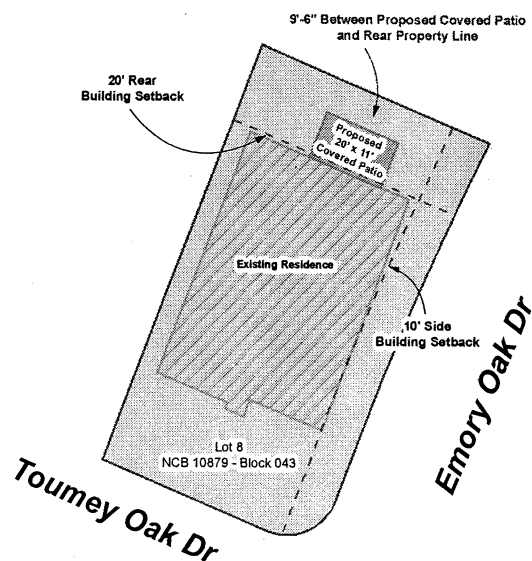 9'-6" Between Proposed Covered Patio
and Rear Property Line
20' Rear
Building Setback
Proposed
20' x 11'
Covered Patio
Existing Residence
10' Side
Building Setback
Emory Oak Dr
Lot 8
NCB 10879 - Block 043
Toumey Oak Dr